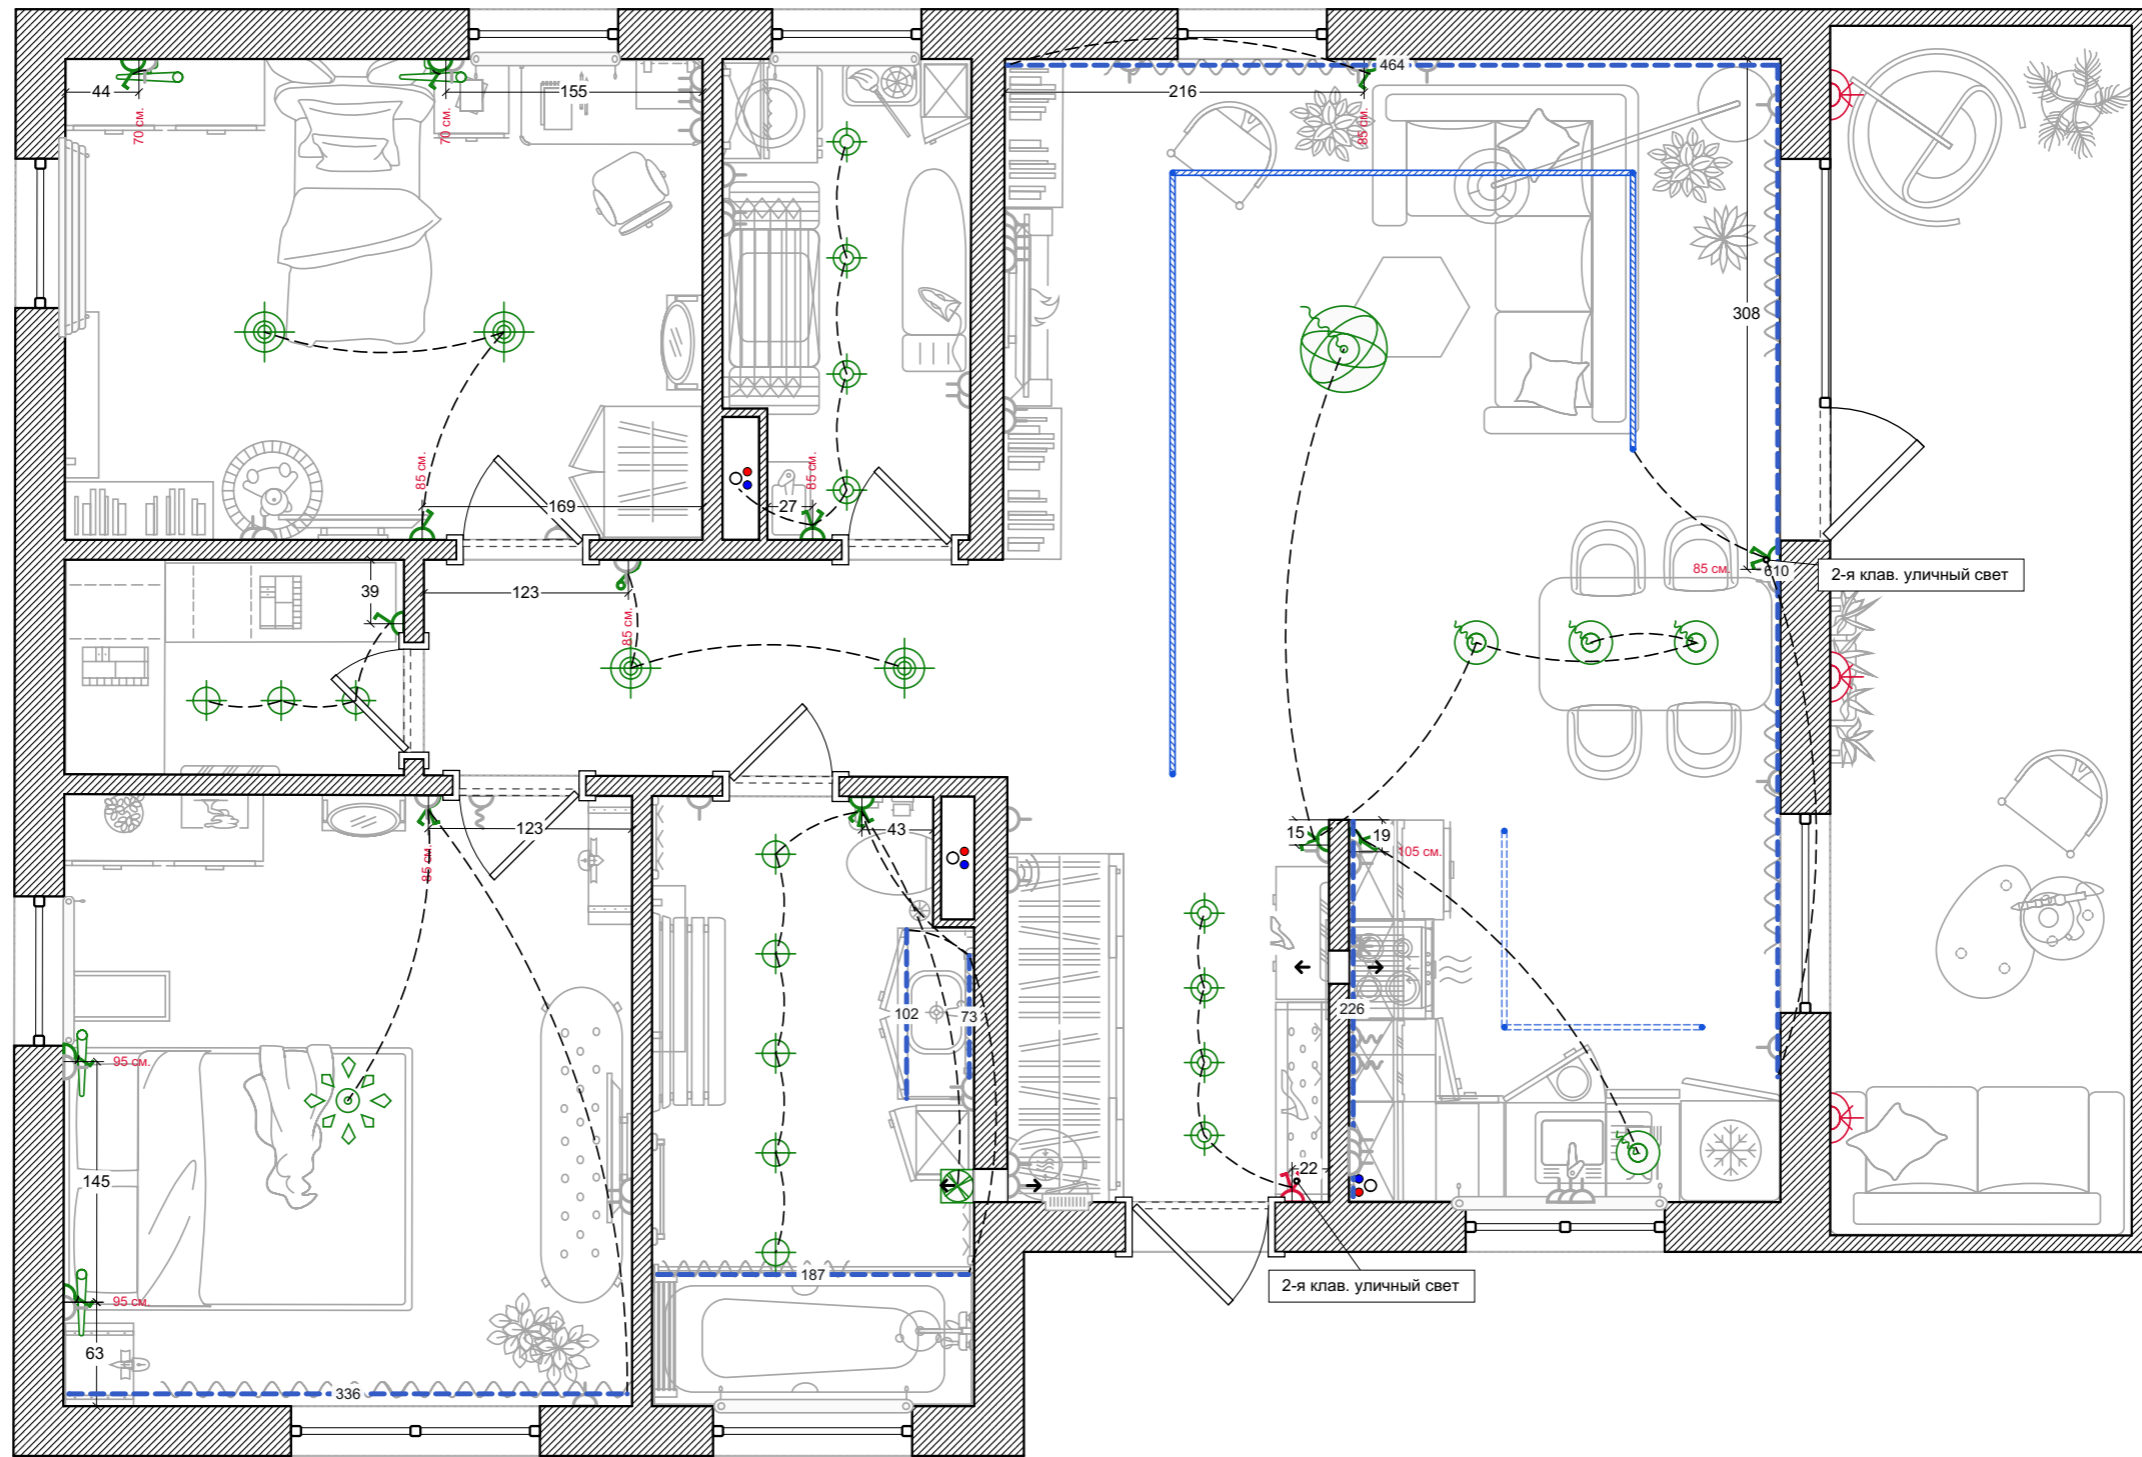 464
44
155
216
70 см.
70 см.
85 см.
308
85 см.
85 см.
169
27
85 см.
610
2-я клав. уличный свет
39
123
85 см.
123
43
15
19
105 см.
85 см.
102
73
226
95 см.
145
22
187
2-я клав. уличный свет
95 см.
63
336